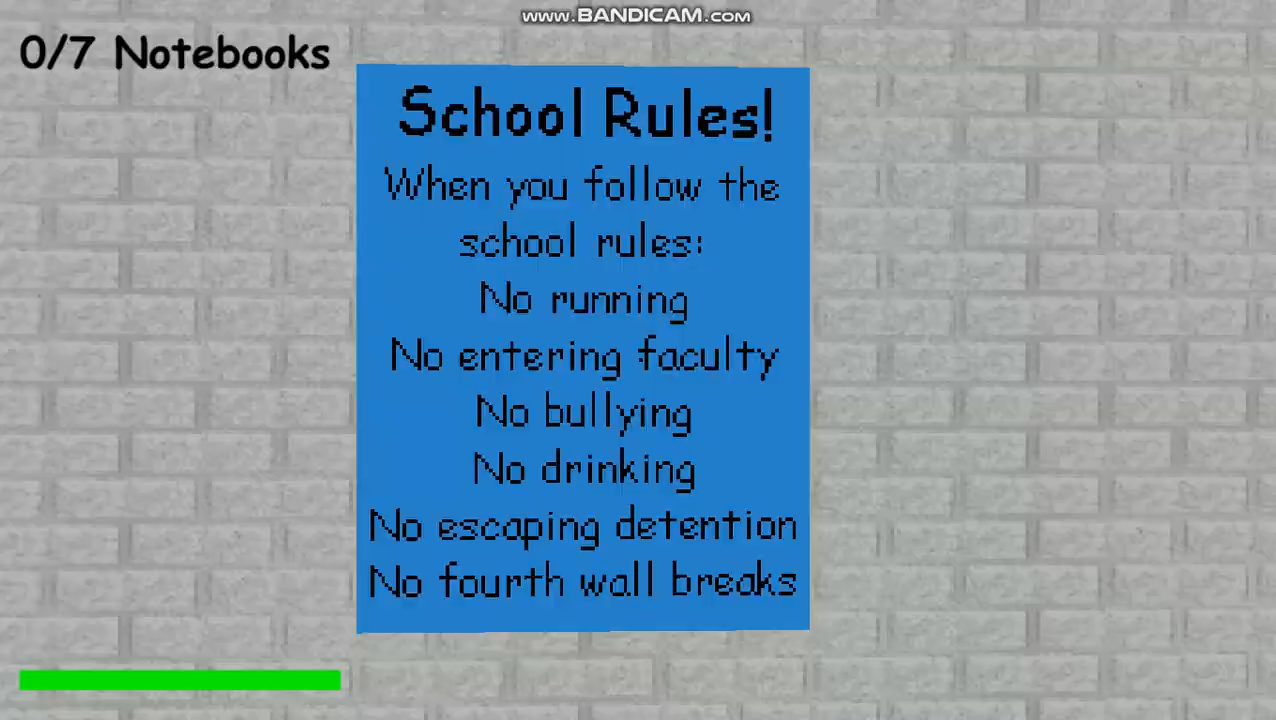 www.BANDICAM.com
0/7 Notebooks
School Rules!
When you follow the
school rules:
No running
No entering faculty
No bullying
No drinking
No escaping detention
No fourth wall breaks